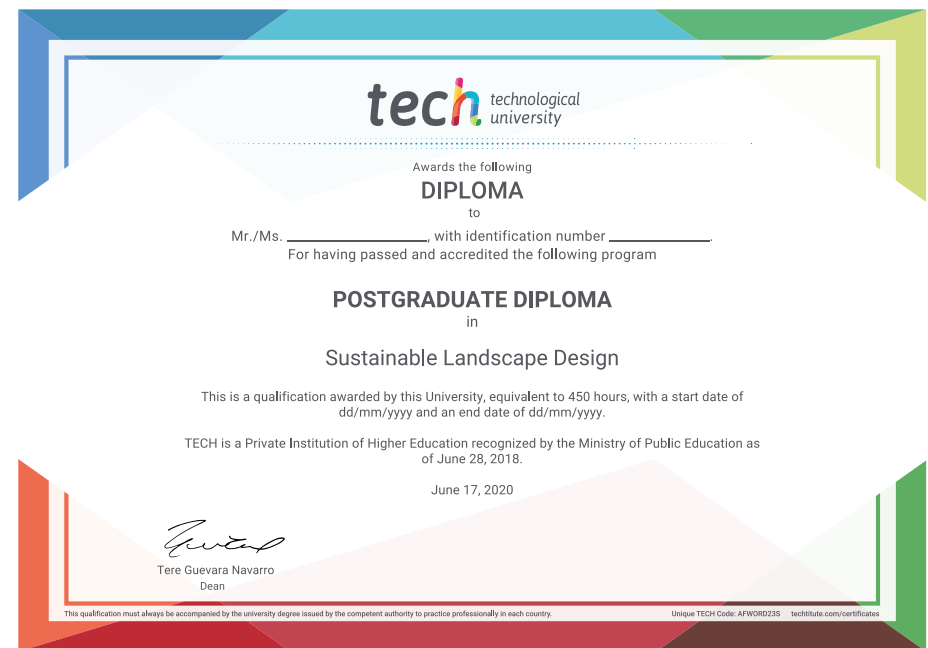 tech technological
university
Awards the following
DIPLOMA
to
Mr./Ms. ____________________, with identification number ______________.
For having passed and accredited the following program
POSTGRADUATE DIPLOMA
in
Sustainable Landscape Design
This is a qualification awarded by this University, equivalent to 450 hours, with a start date of
dd/mm/yyyy and an end date of dd/mm/yyyy.
TECH is a Private Institution of Higher Education recognized by the Ministry of Public Education as
of June 28, 2018.
June 17, 2020
Tere Guevara Navarro
Dean
This qualification must always be accompanied by the university degree issued by the competent authority to practice professionally in each country.
Unique TECH Code: AFWORD23S techtitute.com/certificates